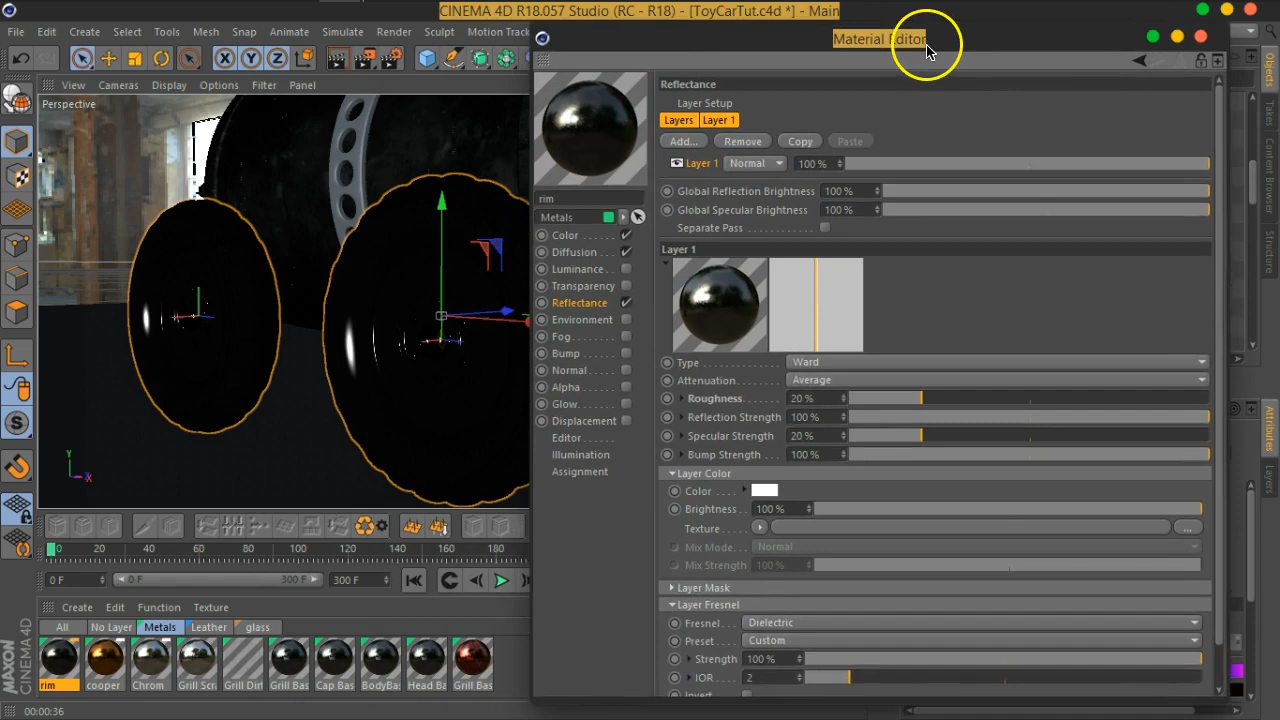 CINEMA 4D R18.057 Studio (RC - R18) - [ToyCarTut.c4d *] - Main
File Edit Create Select Tools Mesh Snap Animate Simulate Render Sculpt Motion Track
Material Editor
X Y Z
View Cameras Display Options Filter Panel
Perspective
Reflectance
Layer Setup
Layers Layer 1
Add... Remove Copy Paste
Layer 1 Normal 100 %
rim
Global Reflection Brightness 100 %
Metals
Global Specular Brightness 100 %
Separate Pass
Color
Diffusion
Luminance
Transparency
Reflectance
Environment
Fog
Bump
Normal
Alpha
Glow
Displacement
Editor
Illumination
Assignment
Layer 1
Type Ward
Attenuation Average
Roughness 20 %
Reflection Strength 100 %
Specular Strength 20 %
Bump Strength 100 %
Layer Color
Color
Brightness 100 %
Texture ...
Mix Mode Normal
Mix Strength 100 %
Layer Mask
Layer Fresnel
Fresnel Dielectric
Preset Custom
Strength 100 %
IOR 2
Invert
Objects
Takes
Content Browser
Structure
Attributes
Layers
S
Y
X
0 20 40 60 80 100 120 140 160 180
0 F 0 F 300 F 300 F
Create Edit Function Texture
All No Layer Metals Leather glass
rim cooper Chrom Grill Scr Grill Dirt Grill Bas Cap Bas BodyBas Head Ba Grill Bas
MAXON CINEMA 4D
00:00:36